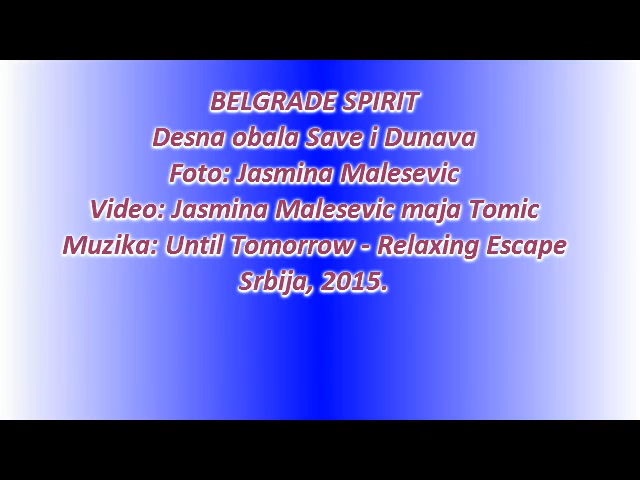 BELGRADE SPIRIT
Desna obala Save i Dunava
Foto: Jasmina Malesevic
Video: Jasmina Malesevic maja Tomic
Muzika: Until Tomorrow - Relaxing Escape
Srbija, 2015.